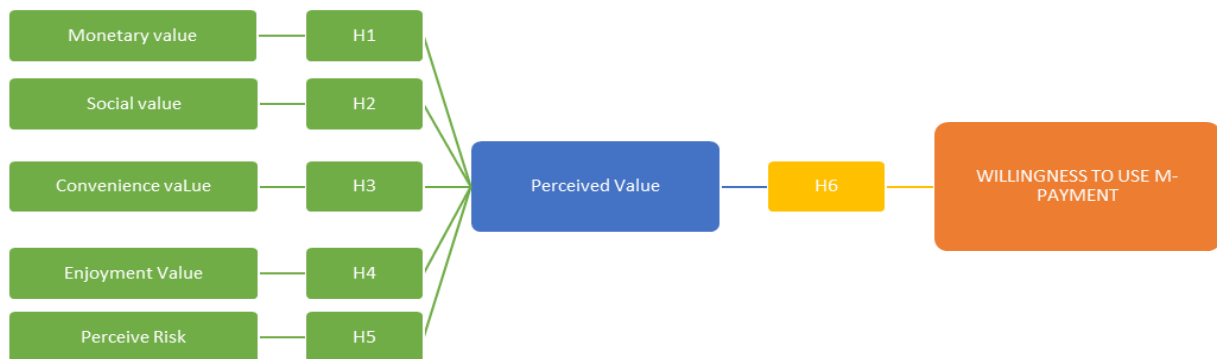 Monetary value
H1
Social value
H2
Convenience vaLue
H3
Enjoyment Value
H4
Perceive Risk
H5
Perceived Value
H6
WILLINGNESS TO USE M-
PAYMENT